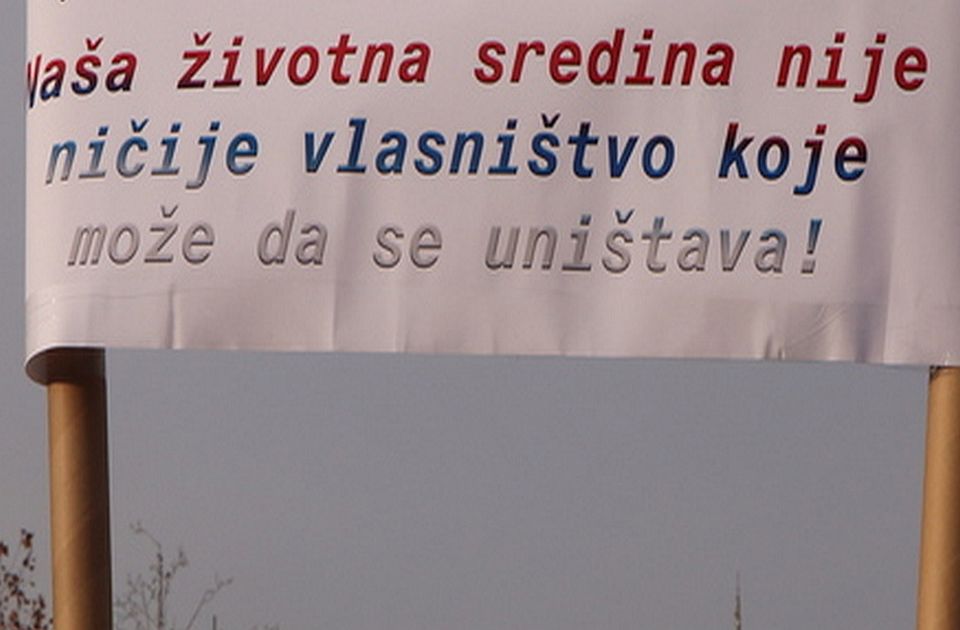 Naša životna sredina nije
ničije vlasništvo koje
može da se uništava!